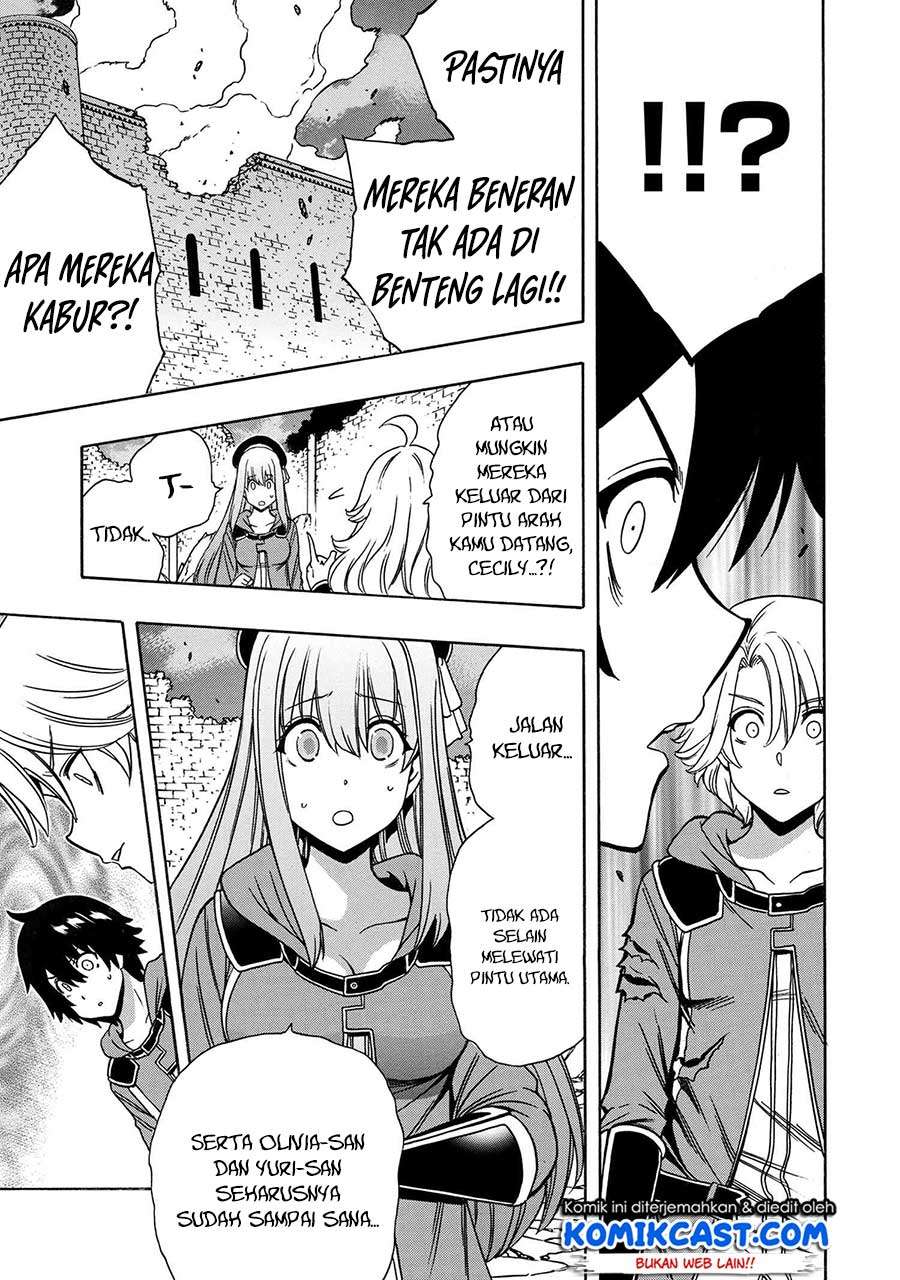 !!?
PASTINYA
MEREKA BENERAN
TAK ADA DI
BENTENG LAGI!!
APA MEREKA
KABUR?!
ATAU
MUNGKIN
MEREKA
KELUAR DARI
PINTU ARAH
KAMU DATANG,
CECILY...?!
T-
TIDAK.
JALAN
KELUAR...
TIDAK ADA
SELAIN
MELEWATI
PINTU UTAMA.
SERTA OLIVIA-SAN
DAN YURI-SAN
SEHARUSNYA
SUDAH SAMPAI SANA...
Komik ini diterjemahkan & diedit oleh
KOMIKCAST.COM
BUKAN WEB LAIN!!